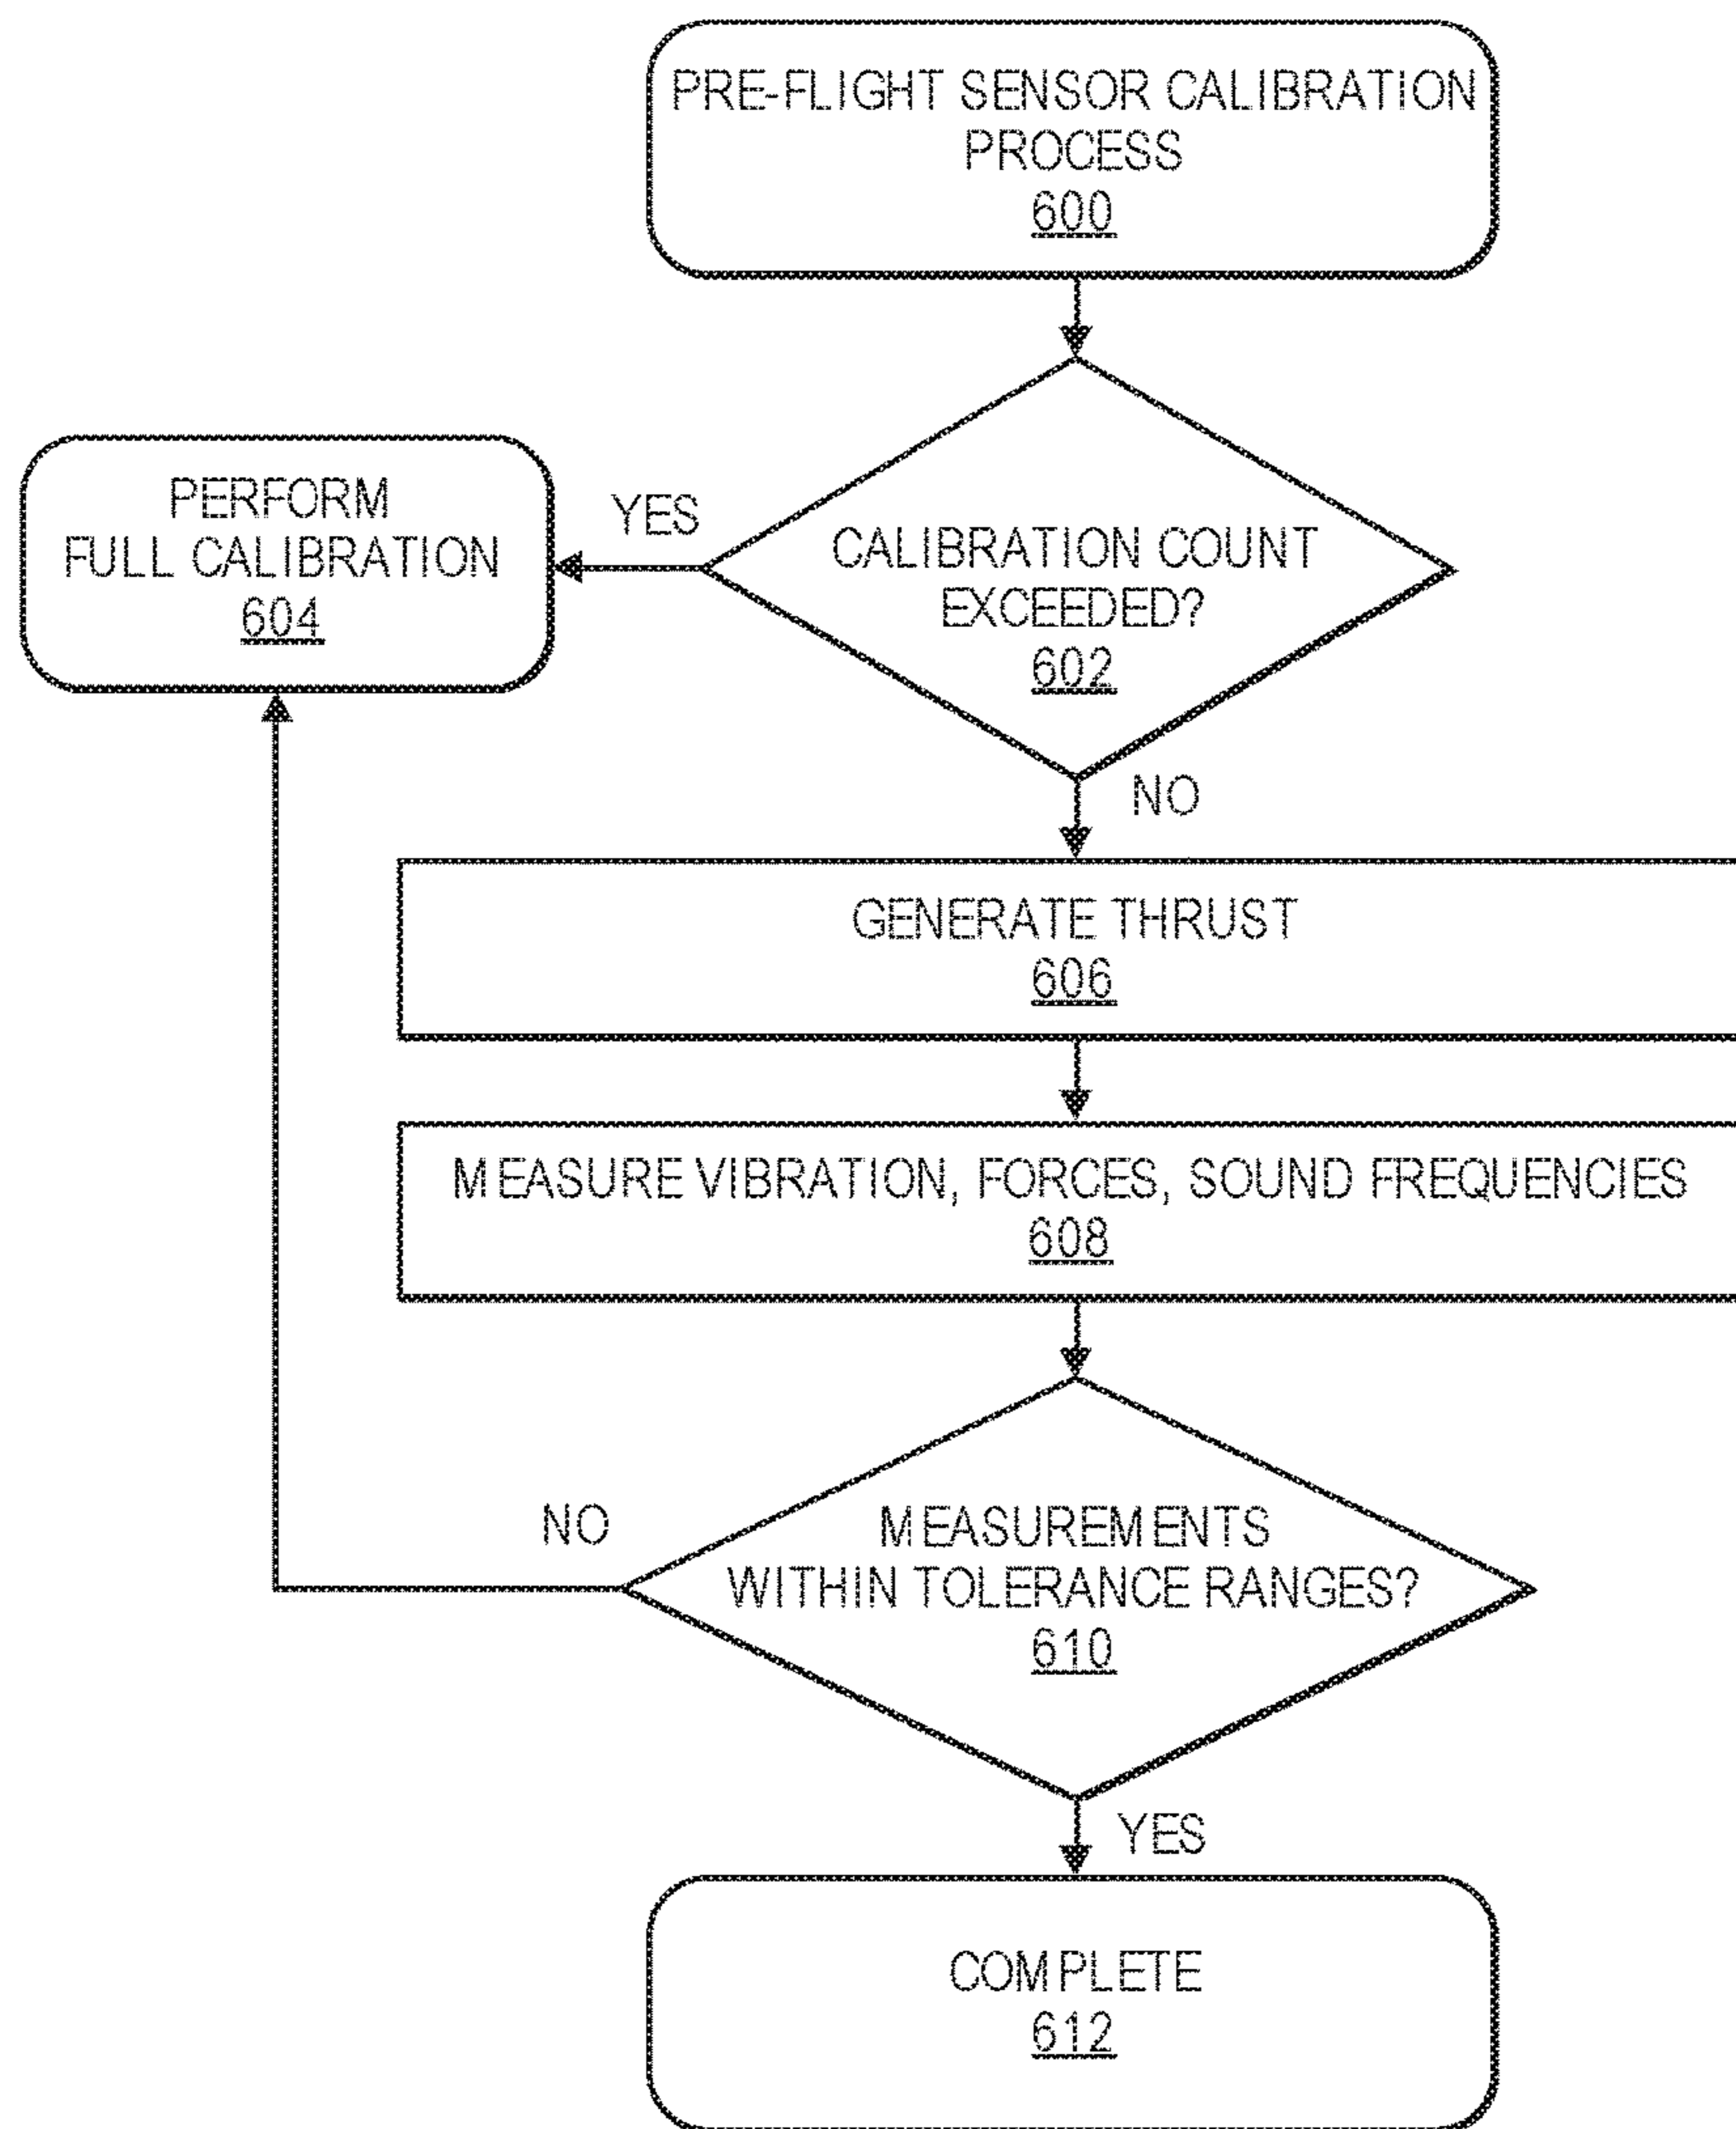 PRE-FLIGHT SENSOR CALIBRATION
PROCESS
600
PERFORM
FULL CALIBRATION
604
YES
CALIBRATION COUNT
EXCEEDED?
602
NO
GENERATE THRUST
606
MEASURE VIBRATION, FORCES, SOUND FREQUENCIES
608
NO
MEASUREMENTS
WITHIN TOLERANCE RANGES?
610
YES
COMPLETE
612